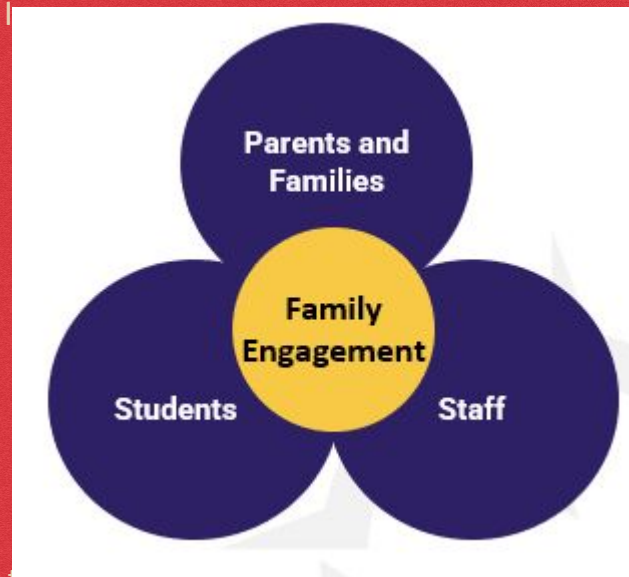 Parents and
Families
Family
Engagement
Students
Staff